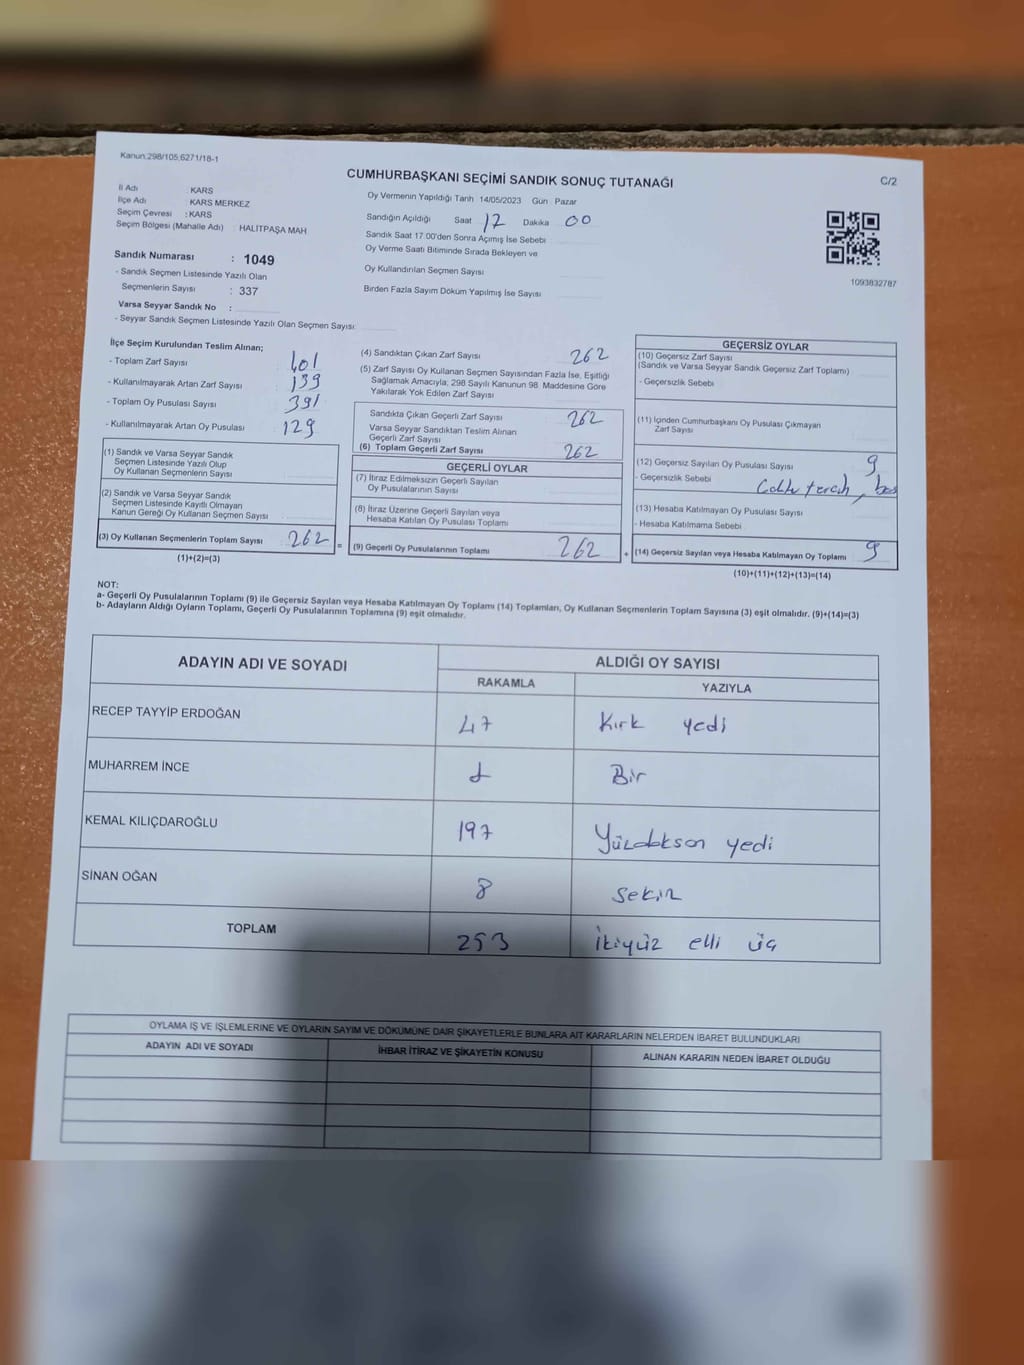 Kanun.298/105,6271/18-1
CUMHURBAŞKANI SEÇİMİ SANDIK SONUÇ TUTANAĞI
C/2
İl Adı : KARS
İlçe Adı : KARS MERKEZ
Seçim Çevresi : KARS
Seçim Bölgesi (Mahalle Adı) : HALİTPAŞA MAH
Sandık Numarası : 1049
- Sandık Seçmen Listesinde Yazılı Olan
Seçmenlerin Sayısı : 337
Varsa Seyyar Sandık No :
- Seyyar Sandık Seçmen Listesinde Yazılı Olan Seçmen Sayısı:
Oy Vermenin Yapıldığı Tarih 14/05/2023 Gün Pazar
Sandığın Açıldığı Saat 17 Dakika 00
Sandık Saat 17:00'den Sonra Açımış İse Sebebi
Oy Verme Saati Bitiminde Sırada Bekleyen ve
Oy Kullandırılan Seçmen Sayısı
Birden Fazla Sayım Döküm Yapılmış İse Sayısı
1093832787
İlçe Seçim Kurulundan Teslim Alınan;
- Toplam Zarf Sayısı 401
- Kullanılmayarak Artan Zarf Sayısı 139
- Toplam Oy Pusulası Sayısı 391
- Kullanılmayarak Artan Oy Pusulası 129
(1) Sandık ve Varsa Seyyar Sandık
Seçmen Listesinde Yazılı Olup
Oy Kullanan Seçmenlerin Sayısı
(2) Sandık ve Varsa Seyyar Sandık
Seçmen Listesinde Kayıtlı Olmayan
Kanun Gereği Oy Kullanan Seçmen Sayısı
(3) Oy Kullanan Seçmenlerin Toplam Sayısı 262 =
(1)+(2)=(3)
(4) Sandıktan Çıkan Zarf Sayısı 262
(5) Zarf Sayısı Oy Kullanan Seçmen Sayısından Fazla İse, Eşitliği
Sağlamak Amacıyla; 298 Sayılı Kanunun 98. Maddesine Göre
Yakılarak Yok Edilen Zarf Sayısı
Sandıkta Çıkan Geçerli Zarf Sayısı 262
Varsa Seyyar Sandıktan Teslim Alınan
Geçerli Zarf Sayısı
(6) Toplam Geçerli Zarf Sayısı 262
GEÇERLİ OYLAR
(7) İtiraz Edilmeksizin Geçerli Sayılan
Oy Pusulalarının Sayısı
(8) İtiraz Üzerine Geçerli Sayılan veya
Hesaba Katılan Oy Pusulası Toplamı
(9) Geçerli Oy Pusulalarının Toplamı 262 +
GEÇERSİZ OYLAR
(10) Geçersiz Zarf Sayısı
(Sandık ve Varsa Seyyar Sandık Geçersiz Zarf Toplamı)
- Geçersizlik Sebebi
(11) İçinden Cumhurbaşkanı Oy Pusulası Çıkmayan
Zarf Sayısı
(12) Geçersiz Sayılan Oy Pusulası Sayısı 9
- Geçersizlik Sebebi tercih, boş
(13) Hesaba Katılmayan Oy Pusulası Sayısı
- Hesaba Katılmama Sebebi
(14) Geçersiz Sayılan veya Hesaba Katılmayan Oy Toplamı 9
(10)+(11)+(12)+(13)=(14)
NOT:
a- Geçerli Oy Pusulalarının Toplamı (9) ile Geçersiz Sayılan veya Hesaba Katılmayan Oy Toplamı (14) Toplamları, Oy Kullanan Seçmenlerin Toplam Sayısına (3) eşit olmalıdır. (9)+(14)=(3)
b- Adayların Aldığı Oyların Toplamı, Geçerli Oy Pusulalarının Toplamına (9) eşit olmalıdır.
ADAYIN ADI VE SOYADI ALDIĞI OY SAYISI
RAKAMLA YAZIYLA
RECEP TAYYİP ERDOĞAN 47 Kırk yedi
MUHARREM İNCE 1 Bir
KEMAL KILIÇDAROĞLU 197 Yüzdokson yedi
SİNAN OĞAN 8 sekiz
TOPLAM 253 ikiyüz elli üç
OYLAMA İŞ VE İŞLEMLERİNE VE OYLARIN SAYIM VE DÖKÜMÜNE DAİR ŞİKAYETLERLE BUNLARA AİT KARARLARIN NELERDEN İBARET BULUNDUKLARI
ADAYIN ADI VE SOYADI İHBAR İTİRAZ VE ŞİKAYETİN KONUSU ALINAN KARARIN NEDEN İBARET OLDUĞU